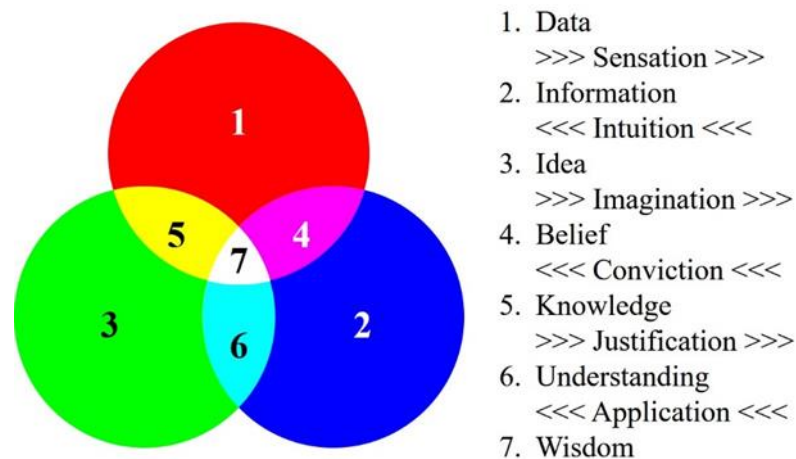 1
5
4
7
3
6
2
1. Data
>>> Sensation >>>
2. Information
<<< Intuition <<<
3. Idea
>>> Imagination >>>
4. Belief
<<< Conviction <<<
5. Knowledge
>>> Justification >>>
6. Understanding
<<< Application <<<
7. Wisdom